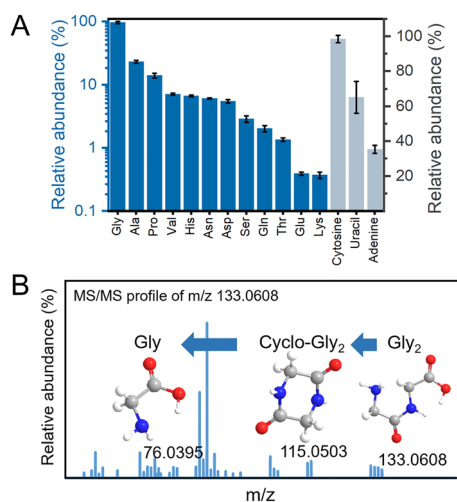 A
Relative abundance (%)
100
10
1
0.1
Gly
Ala
Pro
Val
His
Asn
Asp
Ser
Gln
Thr
Glu
Lys
Cytosine
Uracil
Adenine
100
80
60
40
20
Relative abundance (%)
B
Relative abundance (%)
MS/MS profile of m/z 133.0608
Gly Cyclo-Gly₂ Gly₂
76.0395 115.0503 133.0608
m/z